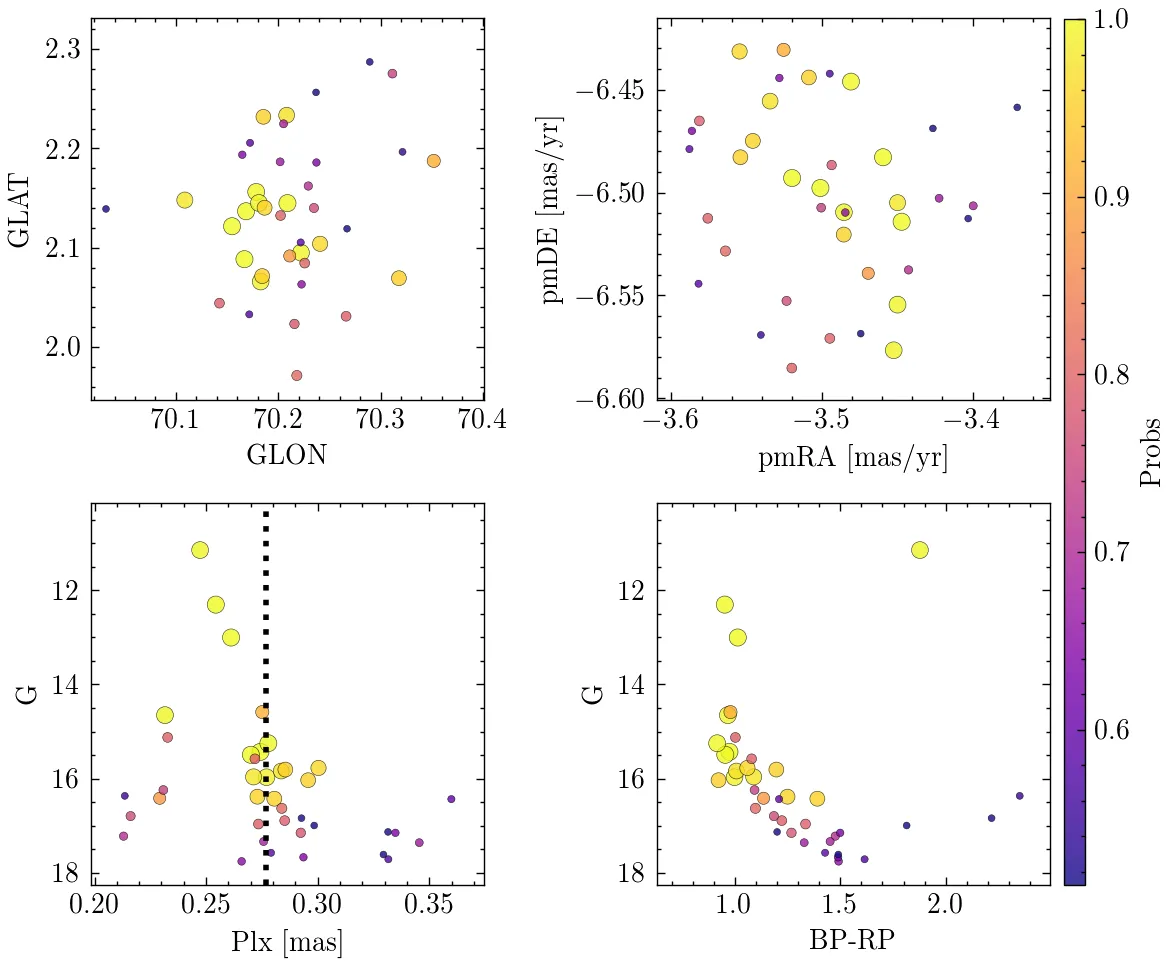 2.3
2.2
2.1
2.0
GLAT
70.1 70.2 70.3 70.4
GLON
−6.45
−6.50
−6.55
−6.60
pmDE [mas/yr]
−3.6 −3.5 −3.4
pmRA [mas/yr]
1.0
0.9
0.8
0.7
0.6
Probs
12
14
16
18
G
0.20 0.25 0.30 0.35
Plx [mas]
12
14
16
18
G
1.0 1.5 2.0
BP-RP